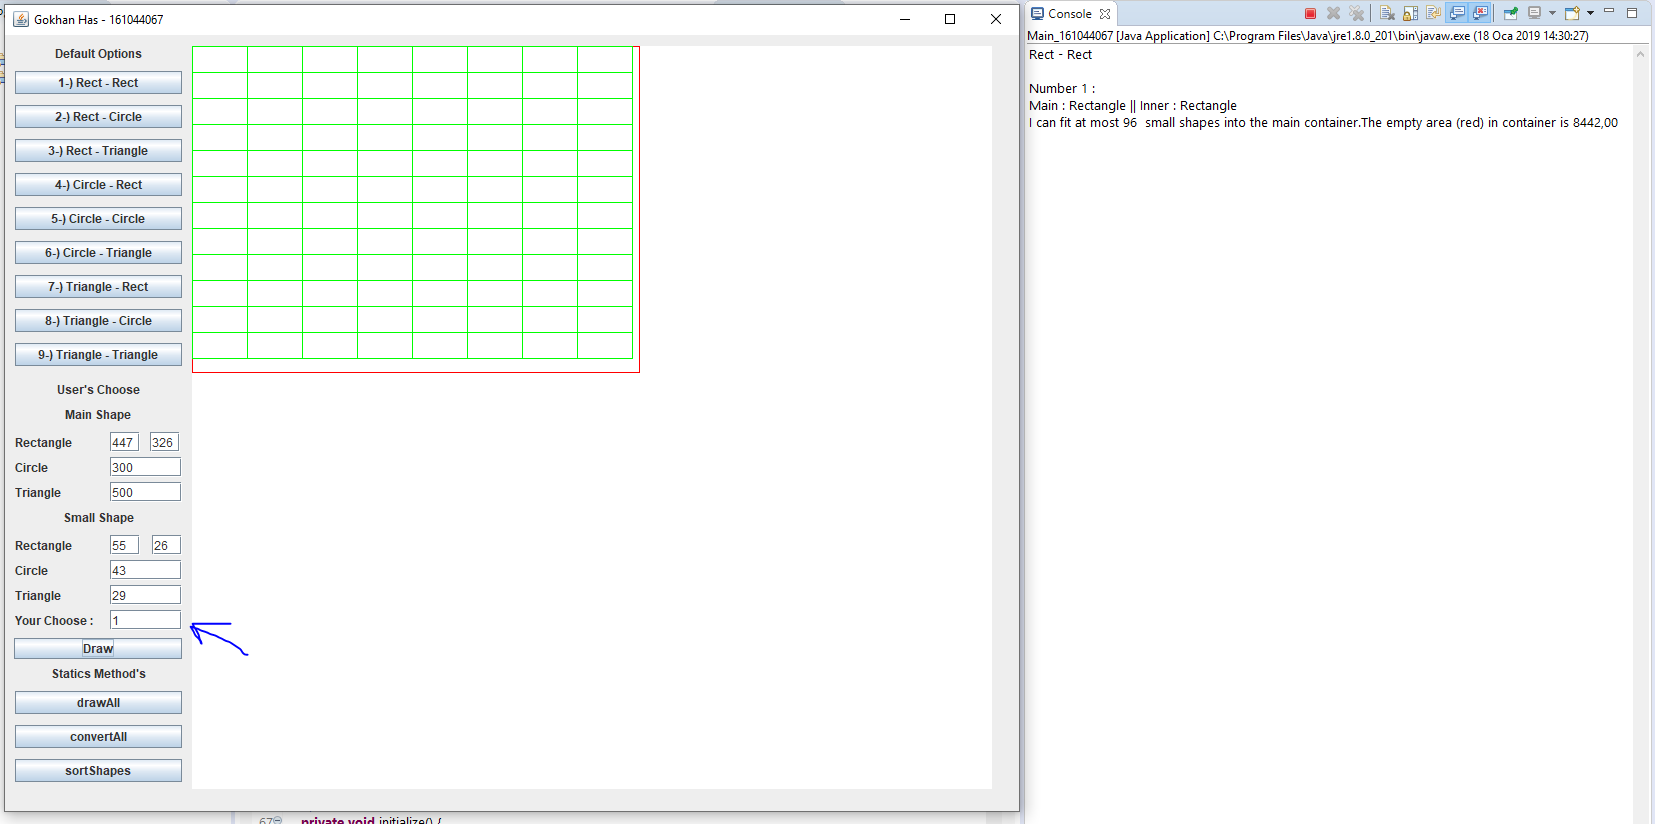 Gokhan Has - 161044067
Default Options
1-) Rect - Rect
2-) Rect - Circle
3-) Rect - Triangle
4-) Circle - Rect
5-) Circle - Circle
6-) Circle - Triangle
7-) Triangle - Rect
8-) Triangle - Circle
9-) Triangle - Triangle
User's Choose
Main Shape
Rectangle 447 326
Circle 300
Triangle 500
Small Shape
Rectangle 55 26
Circle 43
Triangle 29
Your Choose : 1
Draw
Statics Method's
drawAll
convertAll
sortShapes
67 private void initialize() {
Console
Main_161044067 [Java Application] C:\Program Files\Java\jre1.8.0_201\bin\javaw.exe (18 Oca 2019 14:30:27)
Rect - Rect
Number 1 :
Main : Rectangle || Inner : Rectangle
I can fit at most 96  small shapes into the main container.The empty area (red) in container is 8442,00